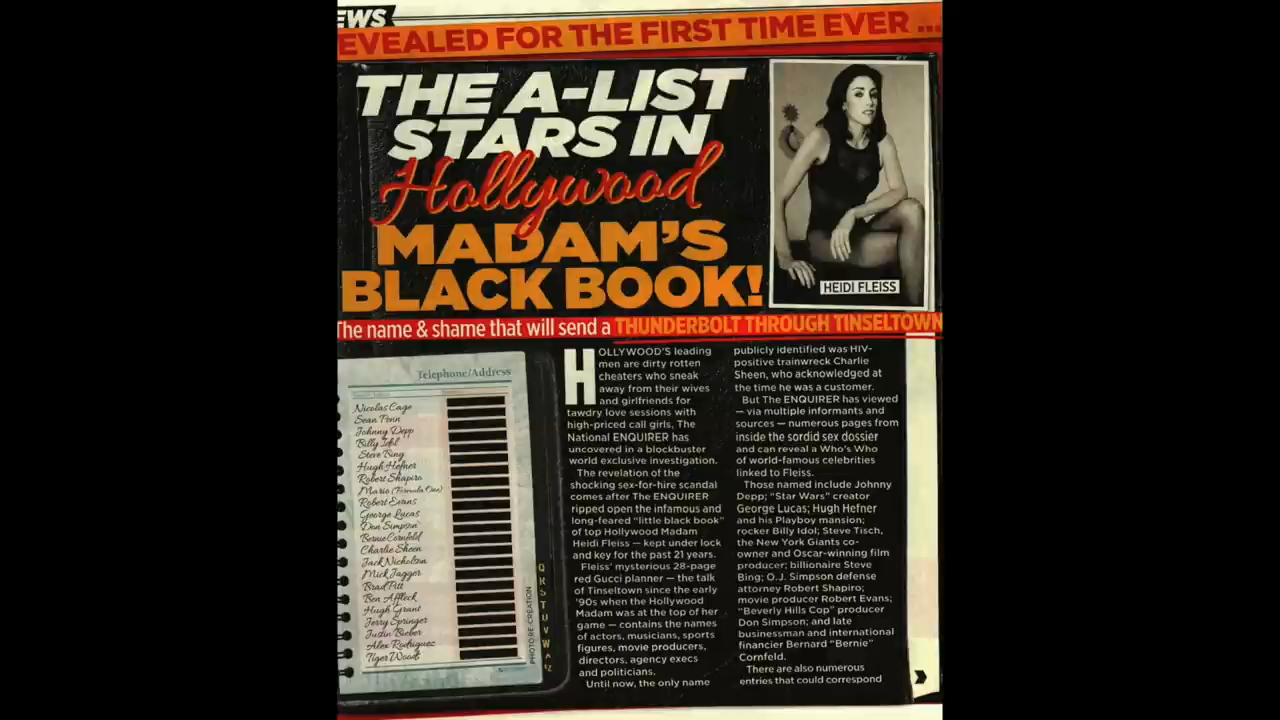 EWS
EVEALED FOR THE FIRST TIME EVER ...
THE A-LIST
STARS IN
Hollywood
MADAM'S
BLACK BOOK!
HEIDI FLEISS
The name & shame that will send a THUNDERBOLT THROUGH TINSELTOWN
Telephone/Address
Nicolas Cage
Sean Penn
Johnny Depp
Billy Idol
Steve Bing
Hugh Hefner
Robert Shapiro
Mario (Formula One)
Robert Evans
George Lucas
Don Simpson
Bernie Cornfeld
Charlie Sheen
Jack Nicholson
Mick Jagger
Brad Pitt
Ben Affleck
Hugh Grant
Jerry Springer
Justin Bieber
Alex Rodriguez
Tiger Woods
Q
R
S
T
U
V
W
PHOTO RE-CREATION
HOLLYWOOD'S leading
men are dirty rotten
cheaters who sneak
away from their wives
and girlfriends for
tawdry love sessions with
high-priced call girls, The
National ENQUIRER has
uncovered in a blockbuster
world exclusive investigation.
The revelation of the
shocking sex-for-hire scandal
comes after The ENQUIRER
ripped open the infamous and
long-feared "little black book"
of top Hollywood Madam
Heidi Fleiss — kept under lock
and key for the past 21 years.
Fleiss' mysterious 28-page
red Gucci planner — the talk
of Tinseltown since the early
'90s when the Hollywood
Madam was at the top of her
game — contains the names
of actors, musicians, sports
figures, movie producers,
directors, agency execs
and politicians.
Until now, the only name
publicly identified was HIV-
positive trainwreck Charlie
Sheen, who acknowledged at
the time he was a customer.
But The ENQUIRER has viewed
— via multiple informants and
sources — numerous pages from
inside the sordid sex dossier
and can reveal a Who's Who
of world-famous celebrities
linked to Fleiss.
Those named include Johnny
Depp; "Star Wars" creator
George Lucas; Hugh Hefner
and his Playboy mansion;
rocker Billy Idol; Steve Tisch,
the New York Giants co-
owner and Oscar-winning film
producer; billionaire Steve
Bing; O.J. Simpson defense
attorney Robert Shapiro;
movie producer Robert Evans;
"Beverly Hills Cop" producer
Don Simpson; and late
businessman and international
financier Bernard "Bernie"
Cornfeld.
There are also numerous
entries that could correspond